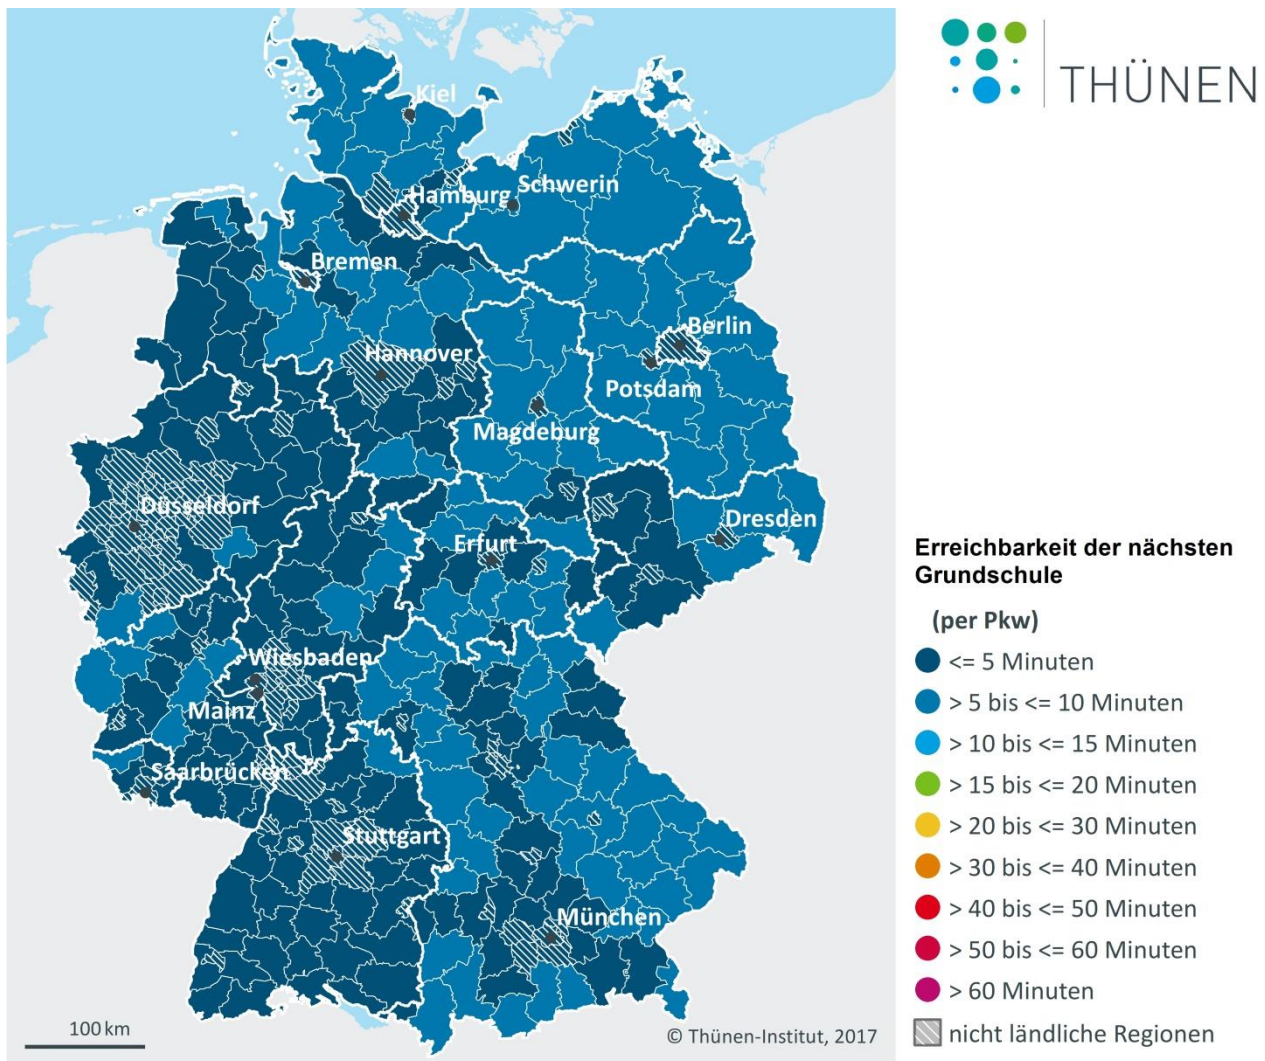 THÜNEN
Kiel
Schwerin
Hamburg
Bremen
Berlin
Hannover
Potsdam
Magdeburg
Düsseldorf
Dresden
Erfurt
Wiesbaden
Mainz
Saarbrücken
Stuttgart
München
100 km
© Thünen-Institut, 2017
Erreichbarkeit der nächsten
Grundschule
(per Pkw)
<= 5 Minuten
> 5 bis <= 10 Minuten
> 10 bis <= 15 Minuten
> 15 bis <= 20 Minuten
> 20 bis <= 30 Minuten
> 30 bis <= 40 Minuten
> 40 bis <= 50 Minuten
> 50 bis <= 60 Minuten
> 60 Minuten
nicht ländliche Regionen